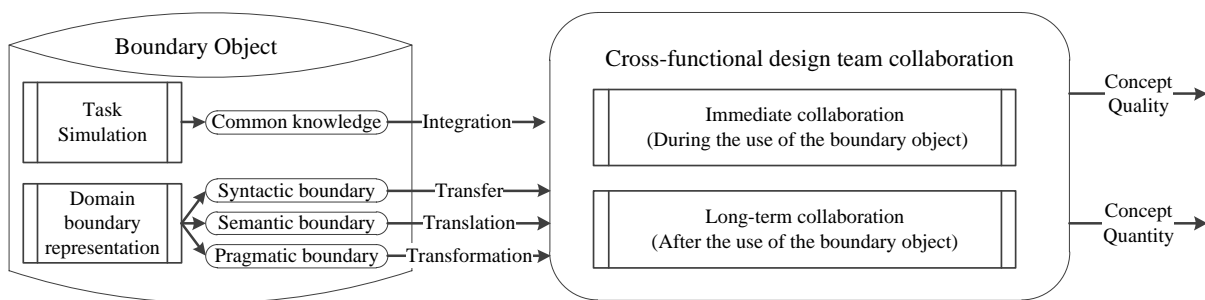 Boundary Object
Task
Simulation
Common knowledge
Integration
Domain
boundary
representation
Syntactic boundary
Transfer
Semantic boundary
Translation
Pragmatic boundary
Transformation
Cross-functional design team collaboration
Immediate collaboration
(During the use of the boundary object)
Long-term collaboration
(After the use of the boundary object)
Concept
Quality
Concept
Quantity